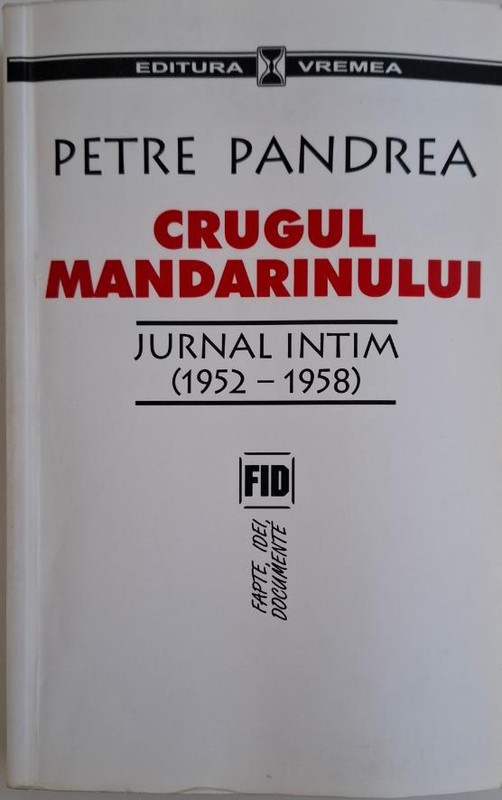 EDITURA VREMEA
PETRE PANDREA
CRUGUL
MANDARINULUI
JURNAL INTIM
(1952 – 1958)
FID
FAPTE, IDEI,
DOCUMENTE